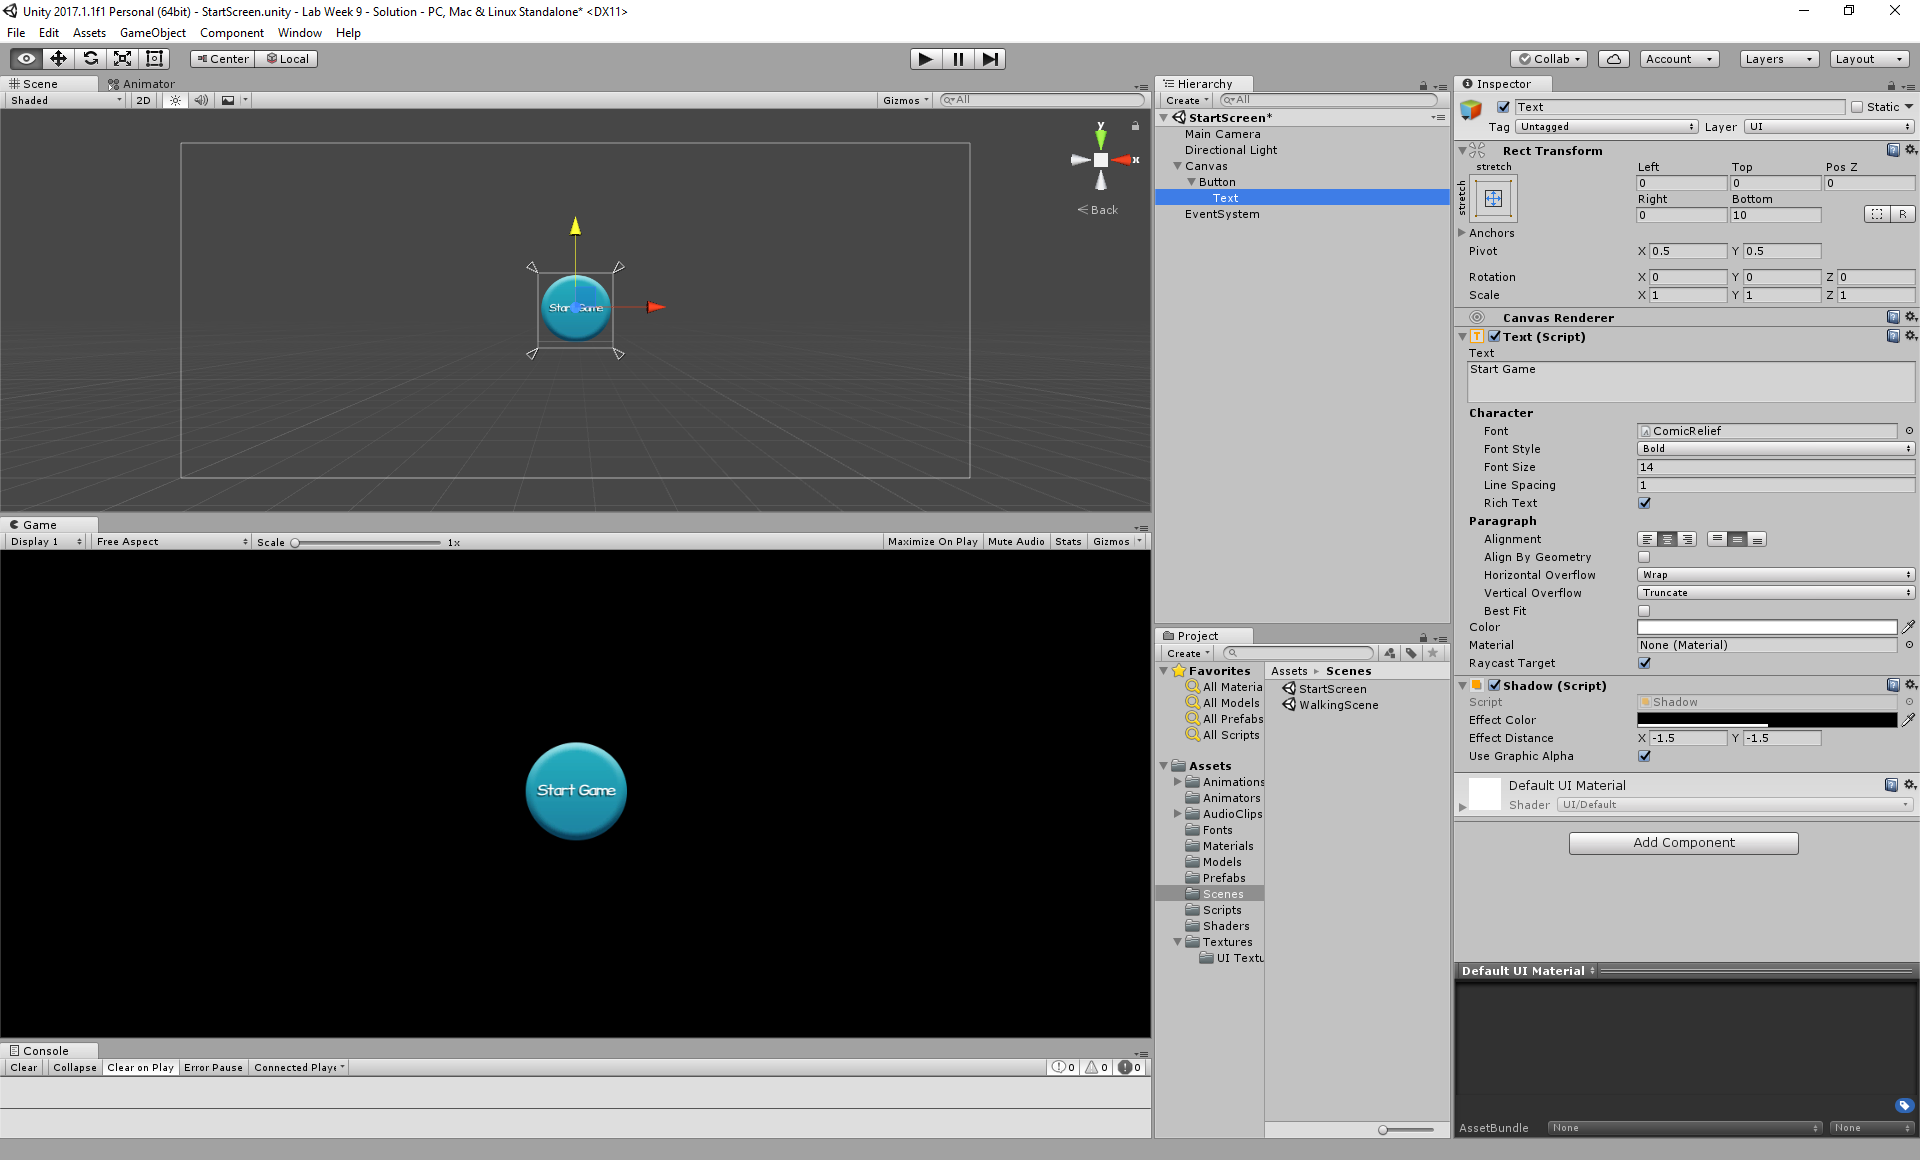 Unity 2017.1.1f1 Personal (64bit) - StartScreen.unity - Lab Week 9 - Solution - PC, Mac & Linux Standalone* <DX11>
File Edit Assets GameObject Component Window Help
Center Local Collab Account Layers Layout
Scene Animator
Shaded 2D Gizmos All
y
x
Back
Start Game
Game
Display 1 Free Aspect Scale 1x Maximize On Play Mute Audio Stats Gizmos
Start Game
Console
Clear Collapse Clear on Play Error Pause Connected Playe 0 0 0
Hierarchy
Create All
StartScreen*
Main Camera
Directional Light
Canvas
Button
Text
EventSystem
Project
Create
Favorites
All Materia
All Models
All Prefabs
All Scripts
Assets
Animations
Animators
AudioClips
Fonts
Materials
Models
Prefabs
Scenes
Scripts
Shaders
Textures
UI Textu
Assets Scenes
StartScreen
WalkingScene
Inspector
Text Static
Tag Untagged Layer UI
Rect Transform
stretch
stretch
Left Top Pos Z
0 0 0
Right Bottom
0 10 R
Anchors
Pivot X 0.5 Y 0.5
Rotation X 0 Y 0 Z 0
Scale X 1 Y 1 Z 1
Canvas Renderer
Text (Script)
Text
Start Game
Character
Font ComicRelief
Font Style Bold
Font Size 14
Line Spacing 1
Rich Text
Paragraph
Alignment
Align By Geometry
Horizontal Overflow Wrap
Vertical Overflow Truncate
Best Fit
Color
Material None (Material)
Raycast Target
Shadow (Script)
Script Shadow
Effect Color
Effect Distance X -1.5 Y -1.5
Use Graphic Alpha
Default UI Material
Shader UI/Default
Add Component
Default UI Material
AssetBundle None None